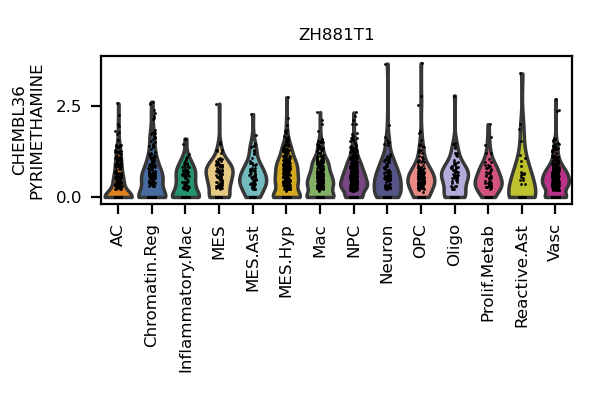 ZH881T1
CHEMBL36
PYRIMETHAMINE
2.5
0.0
AC
Chromatin.Reg
Inflammatory.Mac
MES
MES.Ast
MES.Hyp
Mac
NPC
Neuron
OPC
Oligo
Prolif.Metab
Reactive.Ast
Vasc